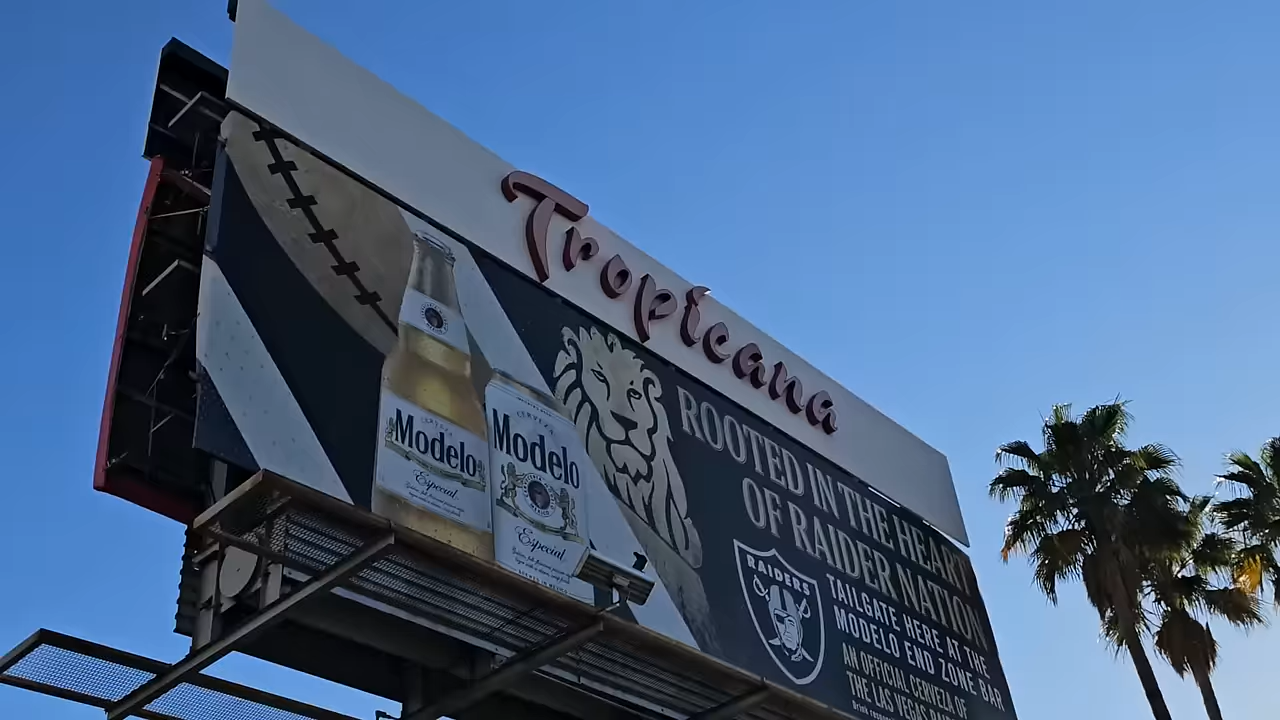 Tropicana
Modelo
Especial
Modelo
Especial
ROOTED IN THE HEART
OF RAIDER NATION
RAIDERS
TAILGATE HERE AT THE
MODELO END ZONE BAR
AN OFFICIAL CERVEZA OF
THE LAS VEGAS
Drink